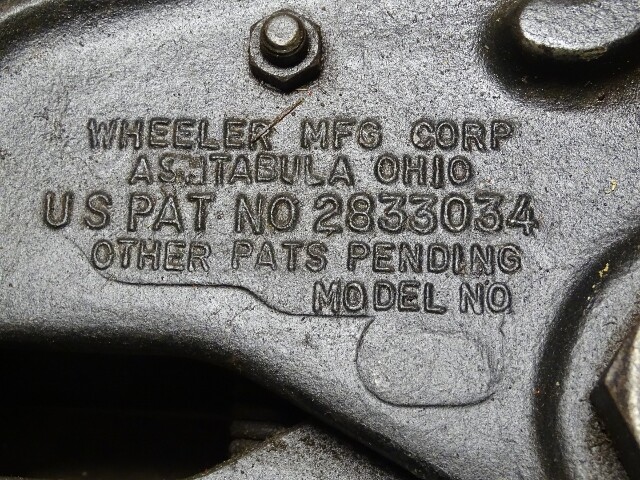 WHEELER MFG CORP
ASHTABULA OHIO
US PAT NO 2833034
OTHER PATS PENDING
MODEL NO